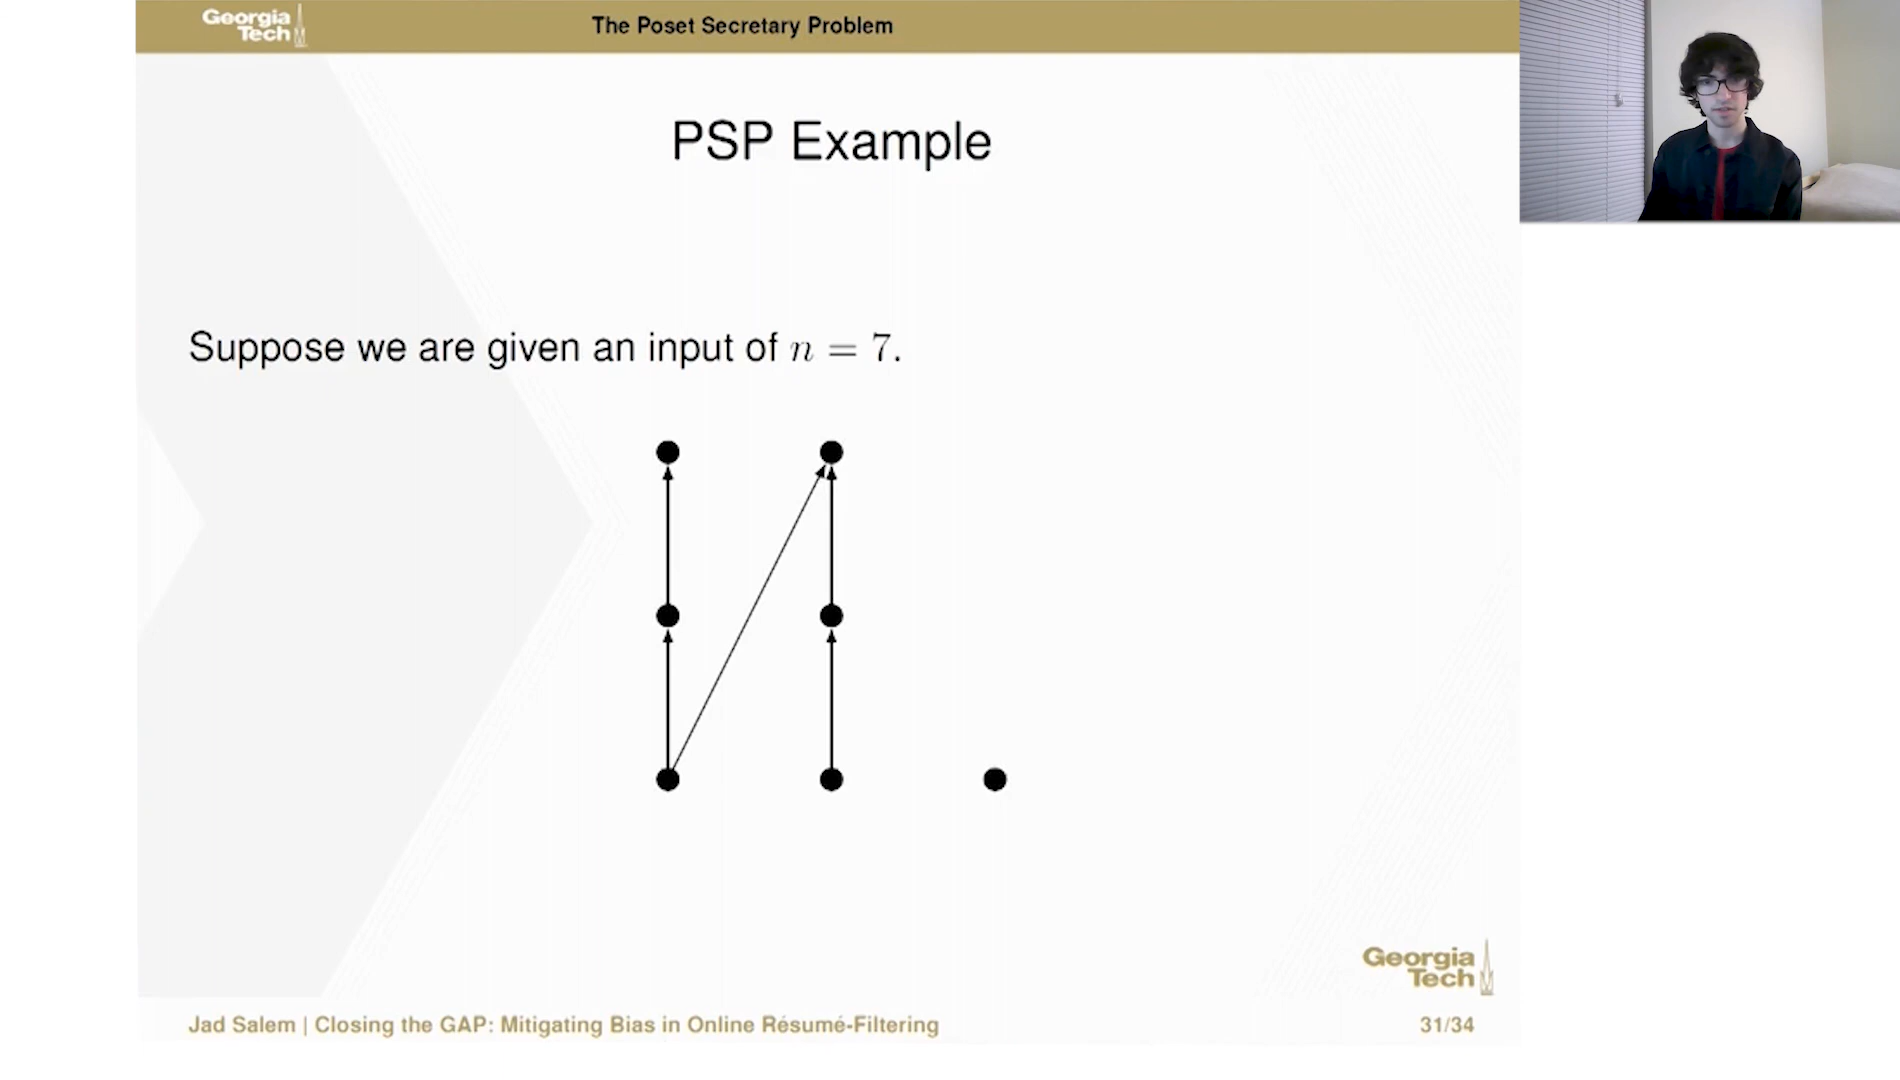 Georgia
Tech
The Poset Secretary Problem
PSP Example
Suppose we are given an input of n = 7.
Georgia
Tech
Jad Salem | Closing the GAP: Mitigating Bias in Online Résumé-Filtering
31/34